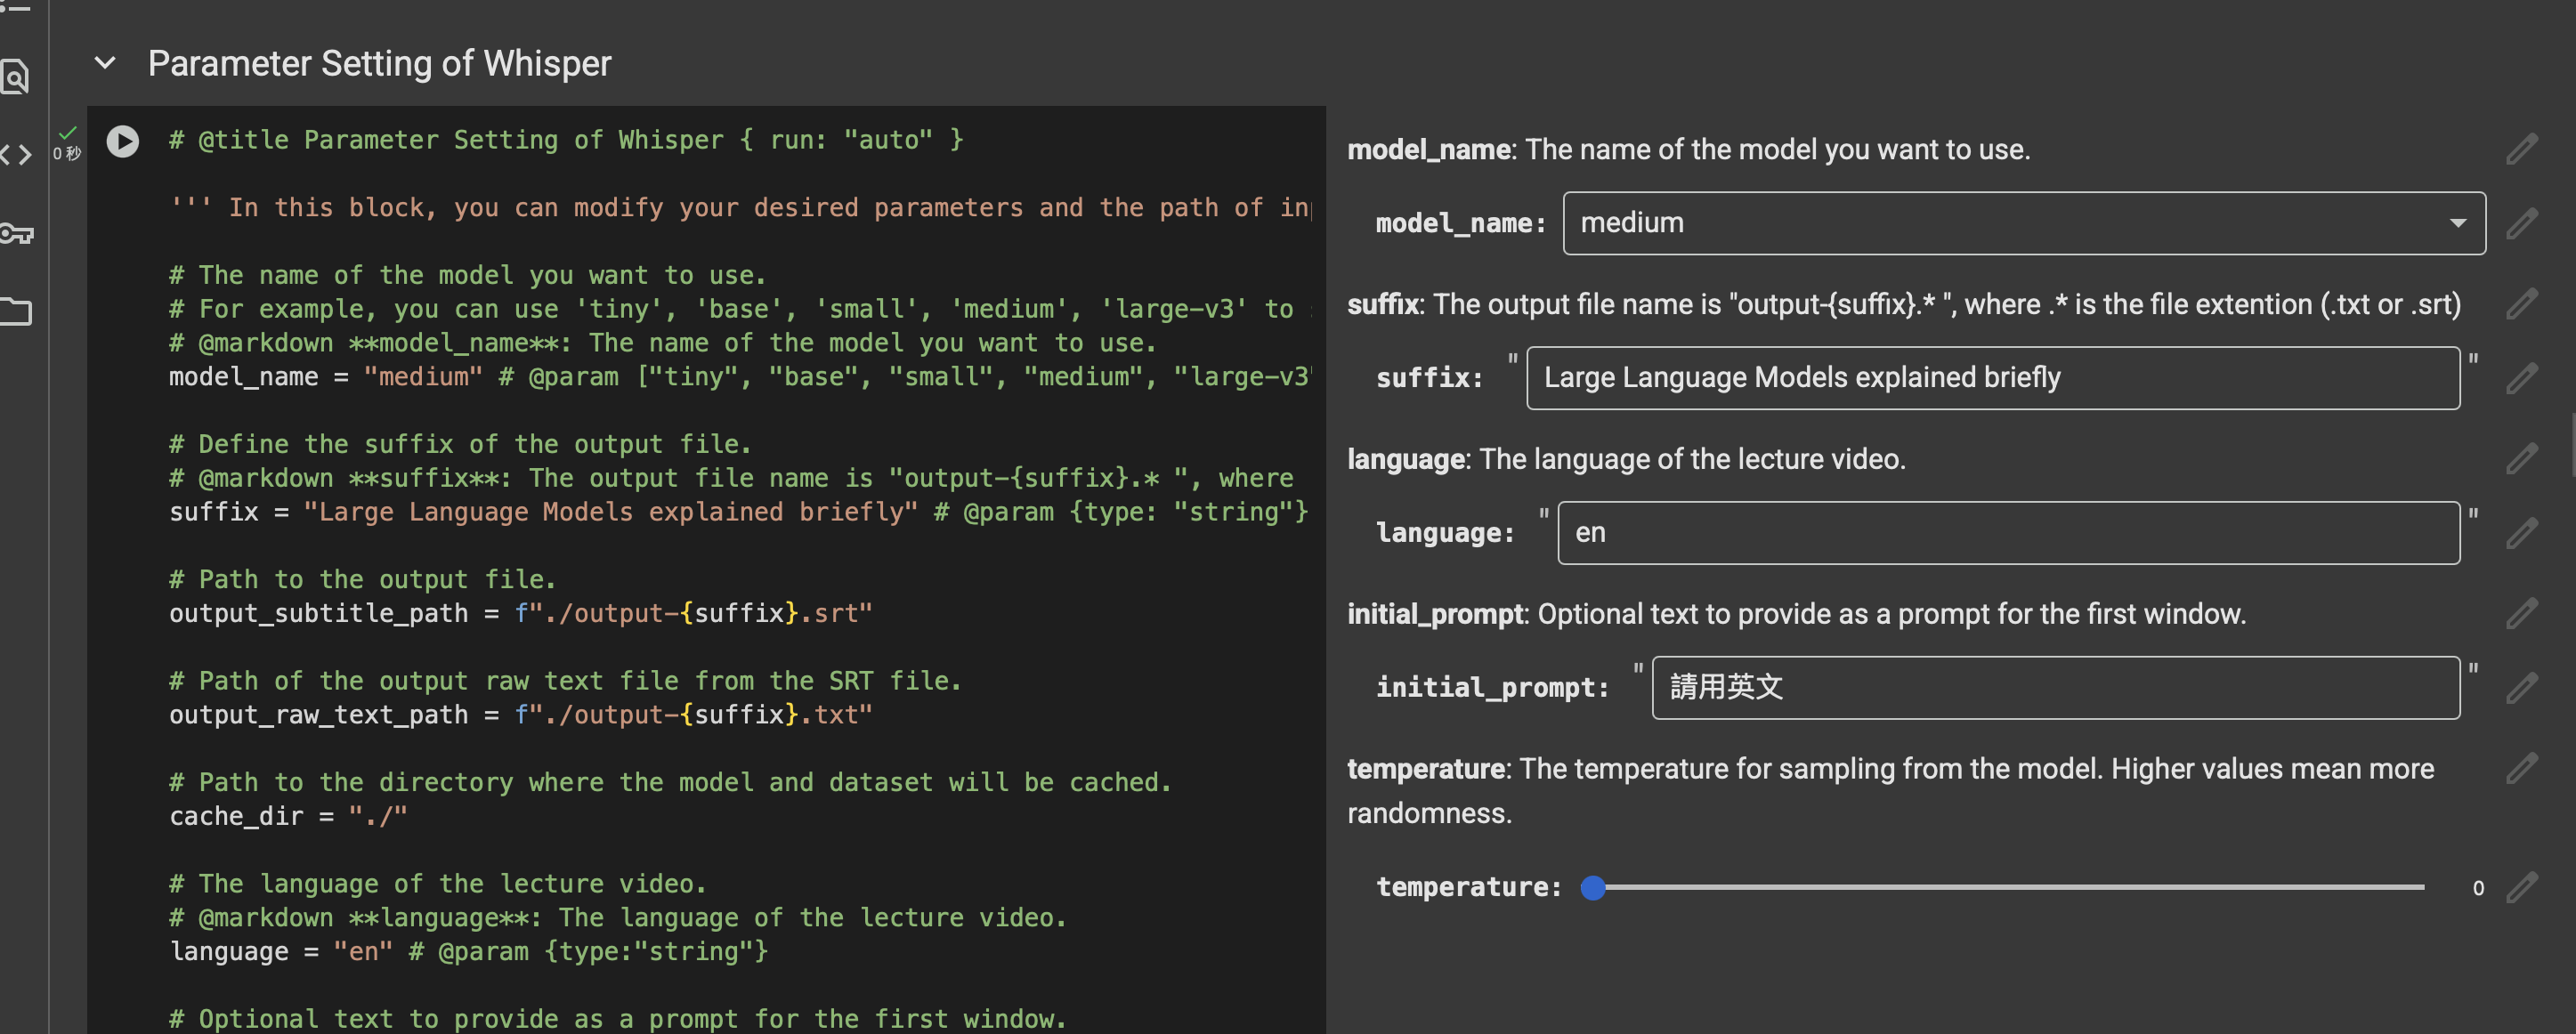 Parameter Setting of Whisper
0 秒
# @title Parameter Setting of Whisper { run: "auto" }
''' In this block, you can modify your desired parameters and the path of
# The name of the model you want to use.
# For example, you can use 'tiny', 'base', 'small', 'medium', 'large-v3' to
# @markdown **model_name**: The name of the model you want to use.
model_name = "medium" # @param ["tiny", "base", "small", "medium", "large-v3"
# Define the suffix of the output file.
# @markdown **suffix**: The output file name is "output-{suffix}.* ", where
suffix = "Large Language Models explained briefly" # @param {type: "string"}
# Path to the output file.
output_subtitle_path = f"./output-{suffix}.srt"
# Path of the output raw text file from the SRT file.
output_raw_text_path = f"./output-{suffix}.txt"
# Path to the directory where the model and dataset will be cached.
cache_dir = "./"
# The language of the lecture video.
# @markdown **language**: The language of the lecture video.
language = "en" # @param {type:"string"}
# Optional text to provide as a prompt for the first window.
model_name: The name of the model you want to use.
model_name: medium
suffix: The output file name is "output-{suffix}.* ", where .* is the file extention (.txt or .srt)
suffix: " Large Language Models explained briefly "
language: The language of the lecture video.
language: " en "
initial_prompt: Optional text to provide as a prompt for the first window.
initial_prompt: " 請用英文 "
temperature: The temperature for sampling from the model. Higher values mean more
randomness.
temperature: 0